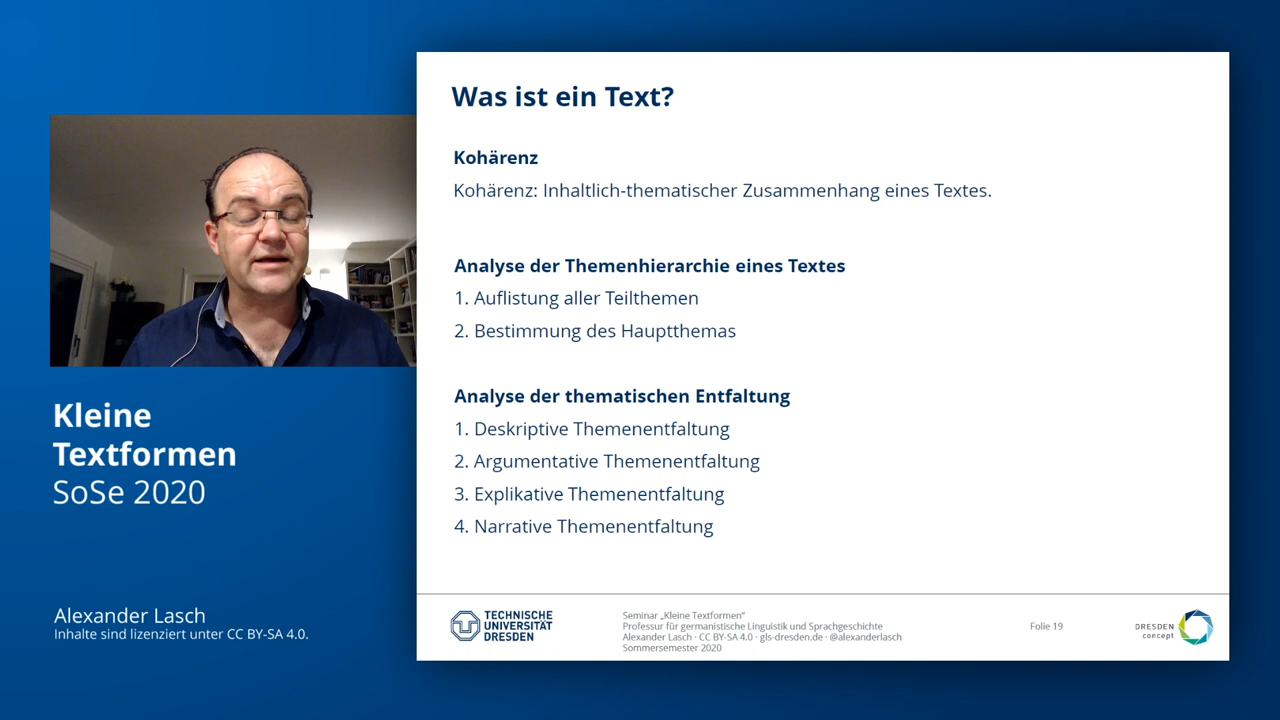 Was ist ein Text?
Kohärenz
Kohärenz: Inhaltlich-thematischer Zusammenhang eines Textes.
Analyse der Themenhierarchie eines Textes
1. Auflistung aller Teilthemen
2. Bestimmung des Hauptthemas
Analyse der thematischen Entfaltung
1. Deskriptive Themenentfaltung
2. Argumentative Themenentfaltung
3. Explikative Themenentfaltung
4. Narrative Themenentfaltung
Kleine
Textformen
SoSe 2020
Alexander Lasch
Inhalte sind lizenziert unter CC BY-SA 4.0.
TECHNISCHE
UNIVERSITÄT
DRESDEN
Seminar „Kleine Textformen“
Professur für germanistische Linguistik und Sprachgeschichte
Alexander Lasch · CC BY-SA 4.0 · gls-dresden.de · @alexanderlasch
Sommersemester 2020
Folie 19
DRESDEN
concept